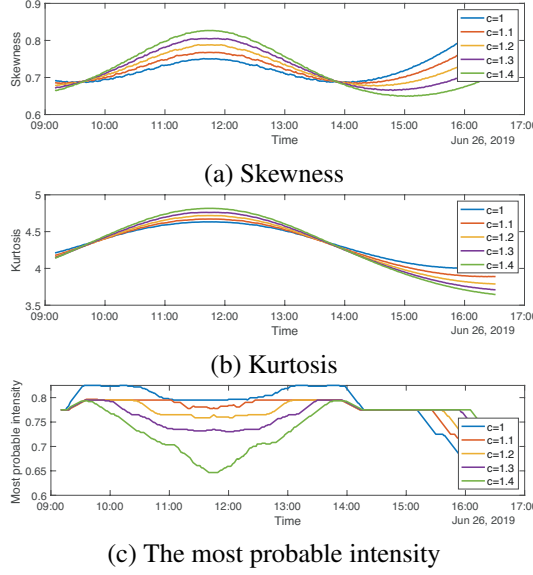 0.9
0.8
0.7
0.6
Skewness
c=1
c=1.1
c=1.2
c=1.3
c=1.4
09:00 10:00 11:00 12:00 13:00 14:00 15:00 16:00 17:00
Time
Jun 26, 2019
(a) Skewness
5
4.5
4
3.5
Kurtosis
c=1
c=1.1
c=1.2
c=1.3
c=1.4
09:00 10:00 11:00 12:00 13:00 14:00 15:00 16:00 17:00
Time
Jun 26, 2019
(b) Kurtosis
0.8
0.75
0.7
0.65
0.6
Most probable intensity
c=1
c=1.1
c=1.2
c=1.3
c=1.4
09:00 10:00 11:00 12:00 13:00 14:00 15:00 16:00 17:00
Time
Jun 26, 2019
(c) The most probable intensity